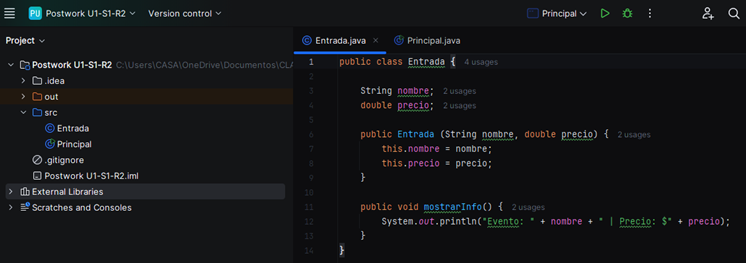 PU Postwork U1-S1-R2 Version control Principal
Project
Entrada.java Principal.java
Postwork U1-S1-R2 C:\Users\CASA\OneDrive\Documentos\CLA
.idea
out
src
Entrada
Principal
.gitignore
Postwork U1-S1-R2.iml
External Libraries
Scratches and Consoles
1 public class Entrada { 4 usages
2
3 String nombre; 2 usages
4 double precio; 2 usages
5
6 public Entrada (String nombre, double precio) { 2 usages
7 this.nombre = nombre;
8 this.precio = precio;
9 }
10
11 public void mostrarInfo() { 2 usages
12 System.out.println("Evento: " + nombre + " | Precio: $" + precio);
13 }
14 }